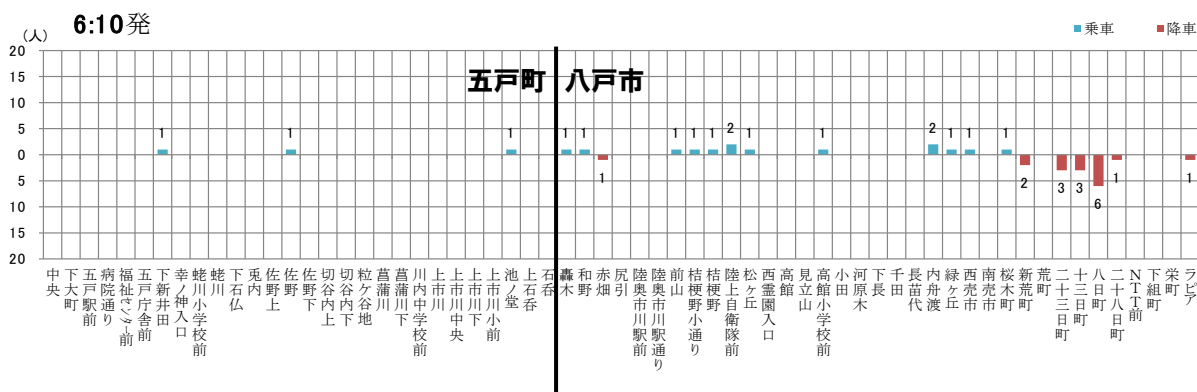 6:10発
(人)
乗車
降車
五戸町
八戸市
20
15
10
5
0
5
10
15
20
1
1
1
1
1
1
1
1
1
2
1
1
2
1
1
1
2
3
3
6
1
1
中央
下大町
五戸駅前
病院通り
福祉センター前
五戸庁舎前
下新井田
幸ノ神入口
蛯川小学校前
蛯川
下石仏
兎内
佐野上
佐野
佐野下
切谷内上
切谷内下
粒ケ谷地
菖蒲川
菖蒲川下
川内中学校前
上市川
上市川中央
上市川下
上市川小前
池ノ堂
上石呑
石呑
轟木
和野
赤畑
尻引
陸奥市川駅前
陸奥市川駅通り
前山
桔梗野小通り
桔梗野
陸上自衛隊前
松ヶ丘
西霊園入口
高館
見立山
高館小学校前
小田
河原木
下長
千田
長苗代
内舟渡
緑ヶ丘
西売市
南売市
桜木町
新荒町
荒町
二十三日町
十三日町
八日町
二十八日町
NTT前
下組町
栄町
ラピア